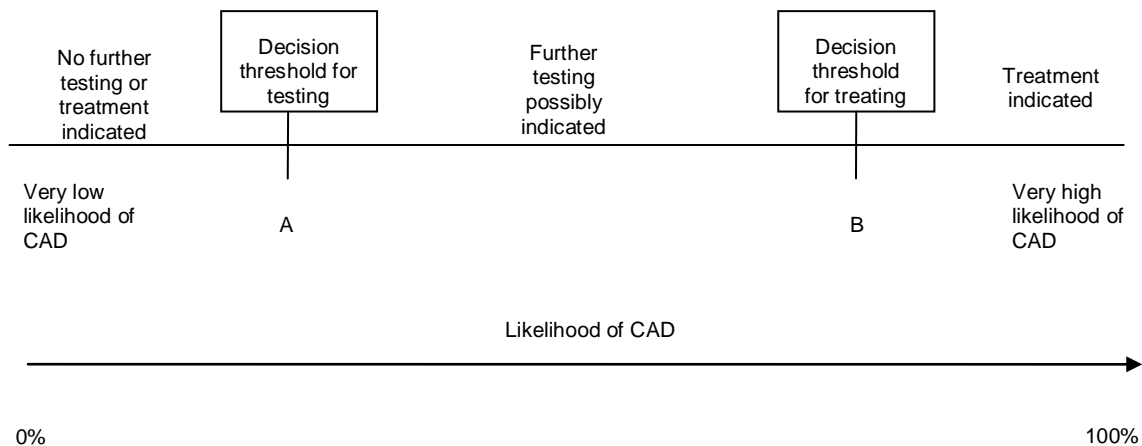 No further
testing or
treatment
indicated
Decision
threshold for
testing
Further
testing
possibly
indicated
Decision
threshold
for treating
Treatment
indicated
Very low
likelihood of
CAD
A
B
Very high
likelihood of
CAD
Likelihood of CAD
0%
100%